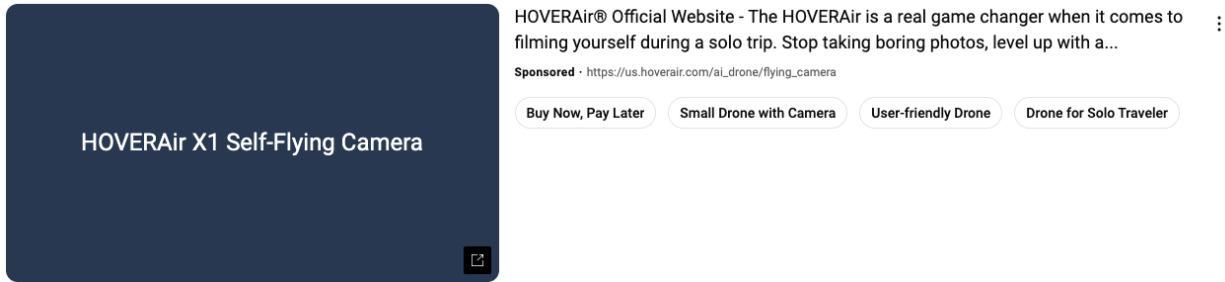 HOVERAir X1 Self-Flying Camera
HOVERAir® Official Website - The HOVERAir is a real game changer when it comes to
filming yourself during a solo trip. Stop taking boring photos, level up with a...
Sponsored · https://us.hoverair.com/ai_drone/flying_camera
Buy Now, Pay Later
Small Drone with Camera
User-friendly Drone
Drone for Solo Traveler